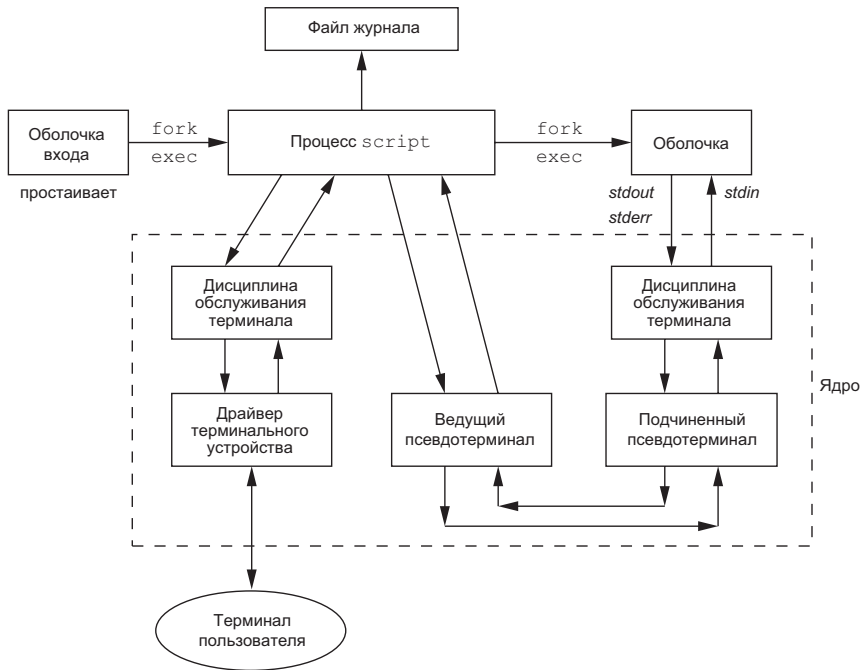 Файл журнала
Оболочка
входа
fork
exec
Процесс script
fork
exec
Оболочка
простаивает
stdout
stderr
stdin
Дисциплина
обслуживания
терминала
Дисциплина
обслуживания
терминала
Ядро
Драйвер
терминального
устройства
Ведущий
псевдотерминал
Подчиненный
псевдотерминал
Терминал
пользователя